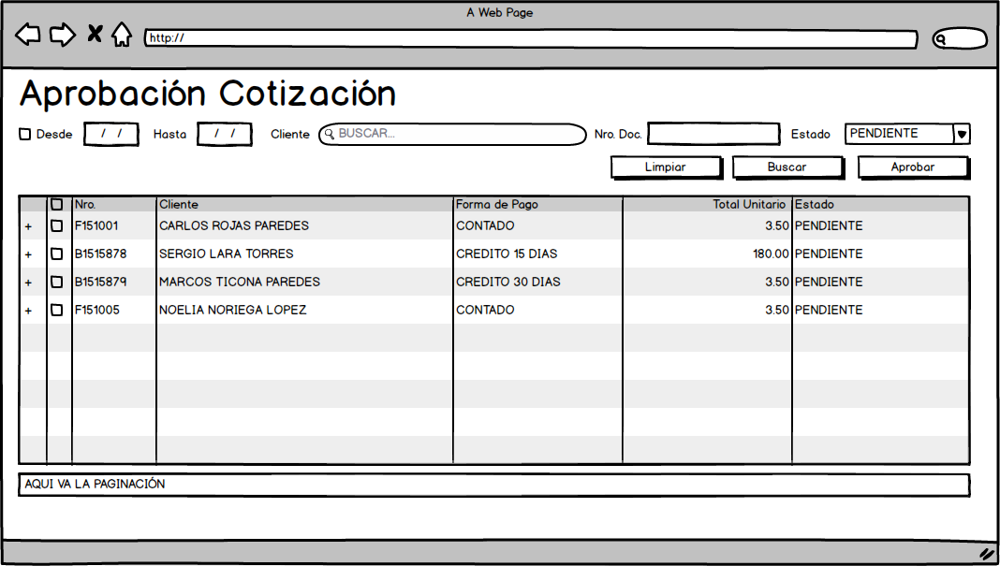 A Web Page
http://
Aprobación Cotización
Desde / / Hasta / / Cliente BUSCAR... Nro. Doc. Estado PENDIENTE
Limpiar Buscar Aprobar
Nro. Cliente Forma de Pago Total Unitario Estado
+ F151001 CARLOS ROJAS PAREDES CONTADO 3.50 PENDIENTE
+ B1515878 SERGIO LARA TORRES CREDITO 15 DIAS 180.00 PENDIENTE
+ B1515879 MARCOS TICONA PAREDES CREDITO 30 DIAS 3.50 PENDIENTE
+ F151005 NOELIA NORIEGA LOPEZ CONTADO 3.50 PENDIENTE
AQUI VA LA PAGINACIÓN